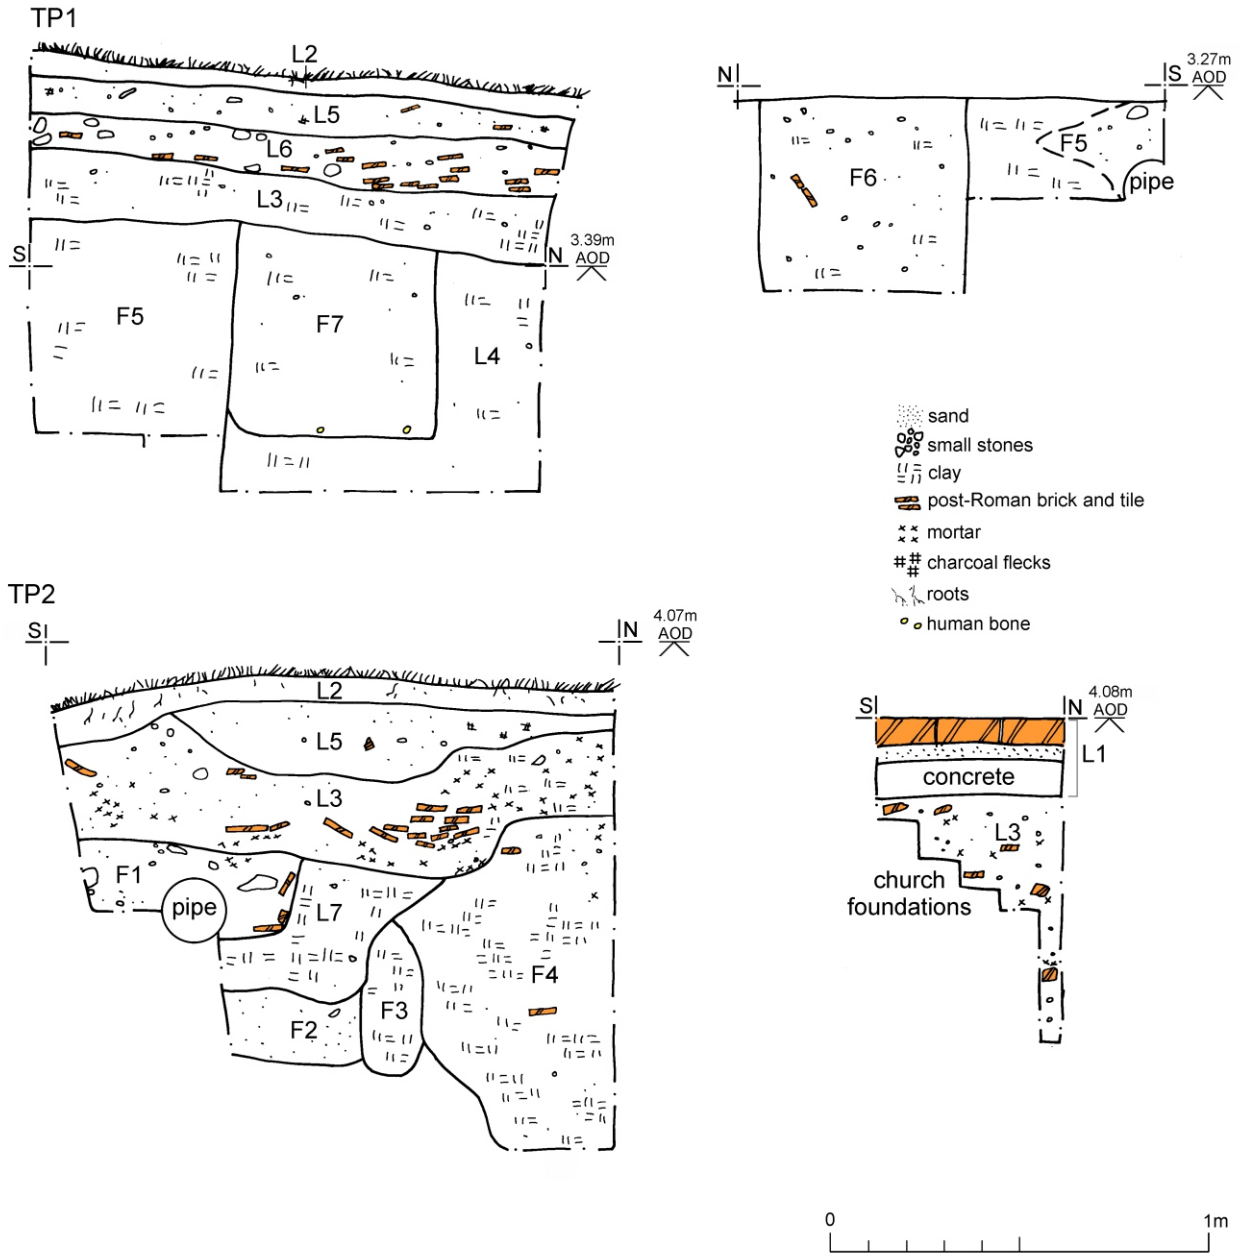 TP1
L2
L5
L6
L3
S
N
3.39m
AOD
F5
F7
L4
N
S
3.27m
AOD
F6
F5
pipe
sand
small stones
clay
post-Roman brick and tile
mortar
charcoal flecks
roots
human bone
TP2
S
N
4.07m
AOD
L2
L5
L3
F1
pipe
L7
F4
F2
F3
S
N
4.08m
AOD
L1
concrete
L3
church
foundations
0
1m